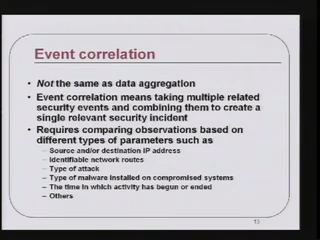 Event correlation
• Not the same as data aggregation
• Event correlation means taking multiple related
security events and combining them to create a
single relevant security incident
• Requires comparing observations based on
different types of parameters such as
– Source and/or destination IP address
– Identifiable network routes
– Type of attack
– Type of malware installed on compromised systems
– The time in which activity has begun or ended
– Others